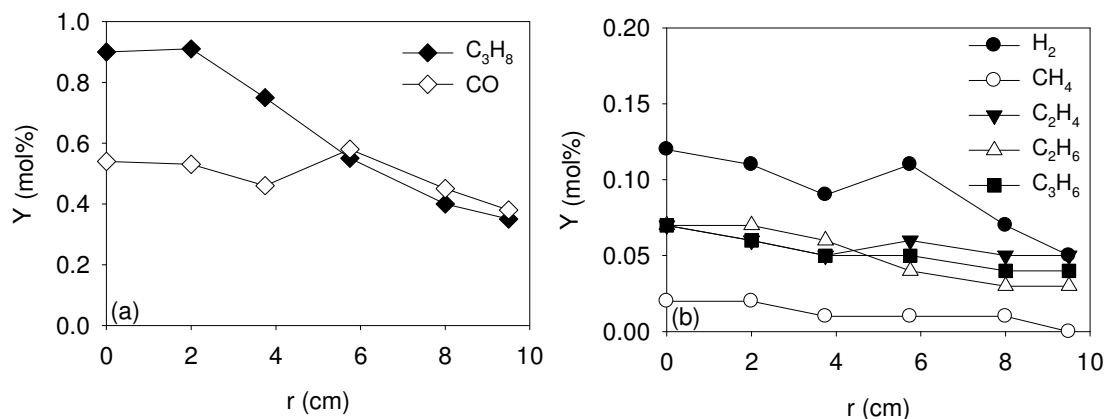 1.0
0.8
0.6
0.4
0.2
0.0
Y (mol%)
C₃H₈
CO
(a)
0 2 4 6 8 10
r (cm)
0.20
0.15
0.10
0.05
0.00
Y (mol%)
H₂
CH₄
C₂H₄
C₂H₆
C₃H₆
(b)
0 2 4 6 8 10
r (cm)